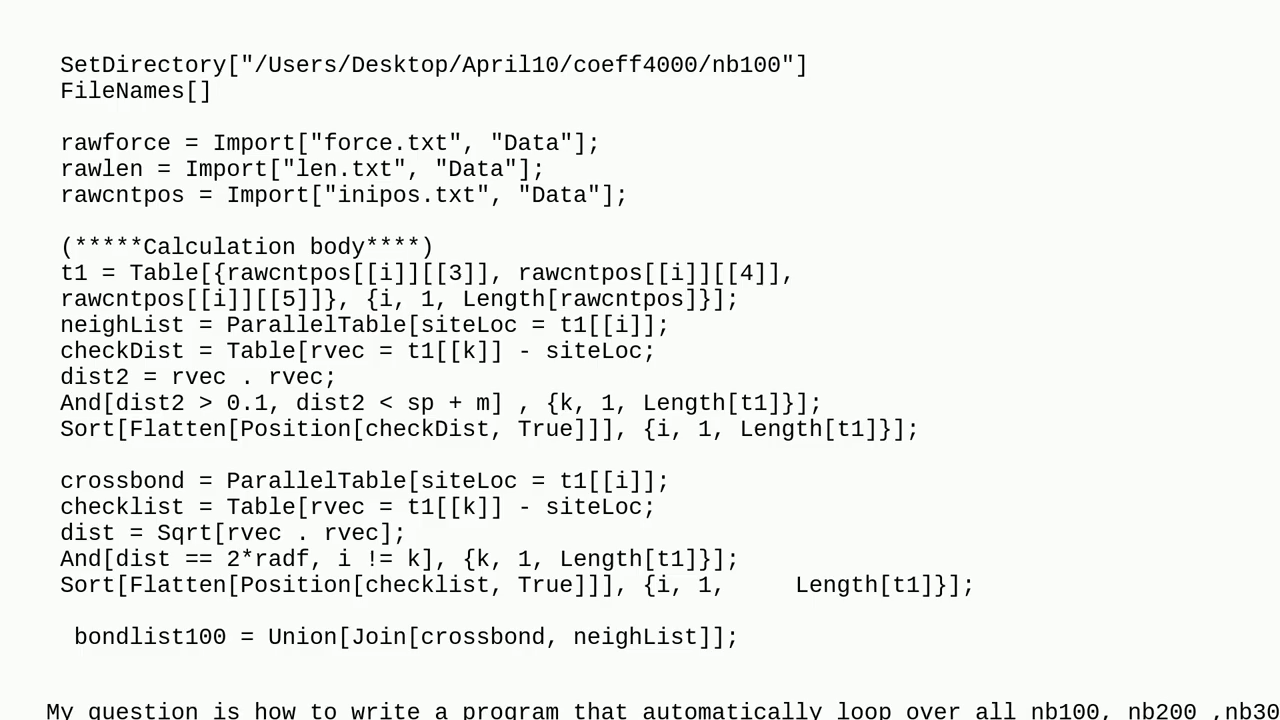 SetDirectory["/Users/Desktop/April10/coeff4000/nb100"]
FileNames[]
rawforce = Import["force.txt", "Data"];
rawlen = Import["len.txt", "Data"];
rawcntpos = Import["inipos.txt", "Data"];
(*****Calculation body****)
t1 = Table[{rawcntpos[[i]][[3]], rawcntpos[[i]][[4]],
rawcntpos[[i]][[5]]}, {i, 1, Length[rawcntpos]}];
neighList = ParallelTable[siteLoc = t1[[i]];
checkDist = Table[rvec = t1[[k]] - siteLoc;
dist2 = rvec . rvec;
And[dist2 > 0.1, dist2 < sp + m] , {k, 1, Length[t1]}];
Sort[Flatten[Position[checkDist, True]]], {i, 1, Length[t1]}];
crossbond = ParallelTable[siteLoc = t1[[i]];
checklist = Table[rvec = t1[[k]] - siteLoc;
dist = Sqrt[rvec . rvec];
And[dist == 2*radf, i != k], {k, 1, Length[t1]}];
Sort[Flatten[Position[checklist, True]]], {i, 1,     Length[t1]}];
bondlist100 = Union[Join[crossbond, neighList]];
My question is how to write a program that automatically loop over all nb100, nb200 ,nb30